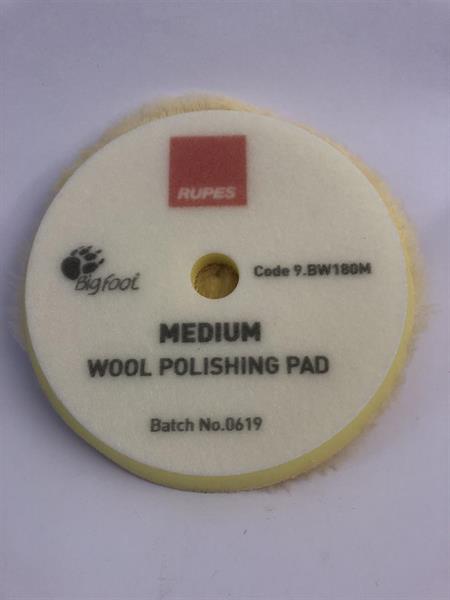 RUPES
Bigfoot
Code 9.BW180M
MEDIUM
WOOL POLISHING PAD
Batch No.0619